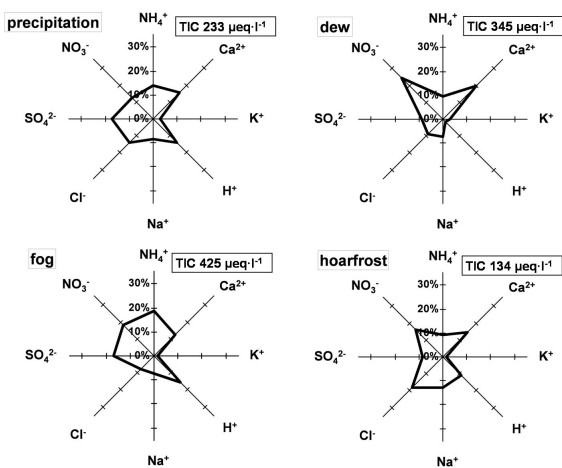 precipitation
TIC 233 µeq·l⁻¹
NH₄⁺
30%
20%
10%
0%
NO₃⁻
Ca²⁺
SO₄²⁻
K⁺
Cl⁻
H⁺
Na⁺
dew
TIC 345 µeq·l⁻¹
NH₄⁺
30%
20%
10%
0%
NO₃⁻
Ca²⁺
SO₄²⁻
K⁺
Cl⁻
H⁺
Na⁺
fog
TIC 425 µeq·l⁻¹
NH₄⁺
30%
20%
10%
0%
NO₃⁻
Ca²⁺
SO₄²⁻
K⁺
Cl⁻
H⁺
Na⁺
hoarfrost
TIC 134 µeq·l⁻¹
NH₄⁺
30%
20%
10%
0%
NO₃⁻
Ca²⁺
SO₄²⁻
K⁺
Cl⁻
H⁺
Na⁺